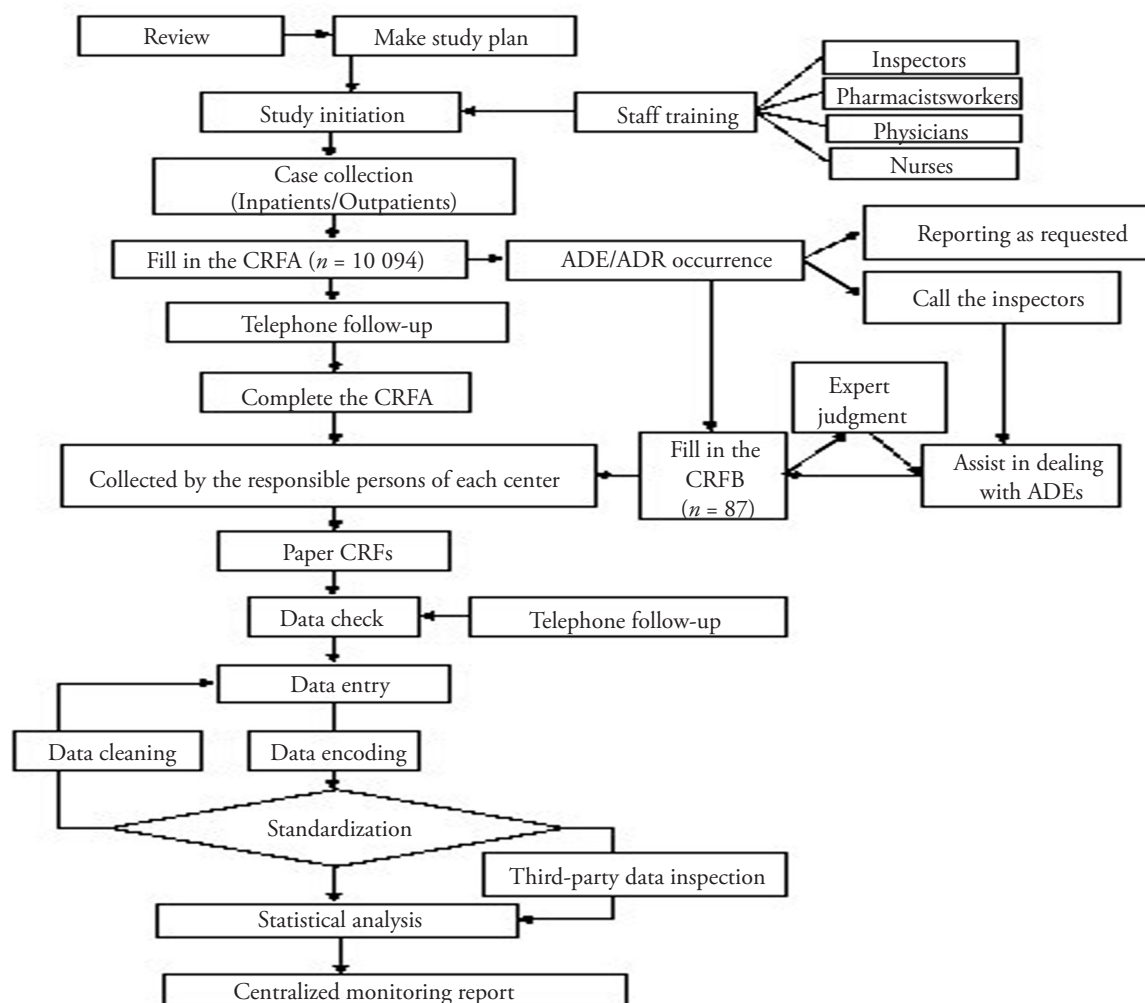 Review
Make study plan
Inspectors
Pharmacistsworkers
Study initiation
Staff training
Physicians
Nurses
Case collection
(Inpatients/Outpatients)
Reporting as requested
Fill in the CRFA (n = 10 094)
ADE/ADR occurrence
Call the inspectors
Telephone follow-up
Complete the CRFA
Expert
judgment
Collected by the responsible persons of each center
Fill in the
CRFB
(n = 87)
Assist in dealing
with ADEs
Paper CRFs
Data check
Telephone follow-up
Data entry
Data cleaning
Data encoding
Standardization
Third-party data inspection
Statistical analysis
Centralized monitoring report